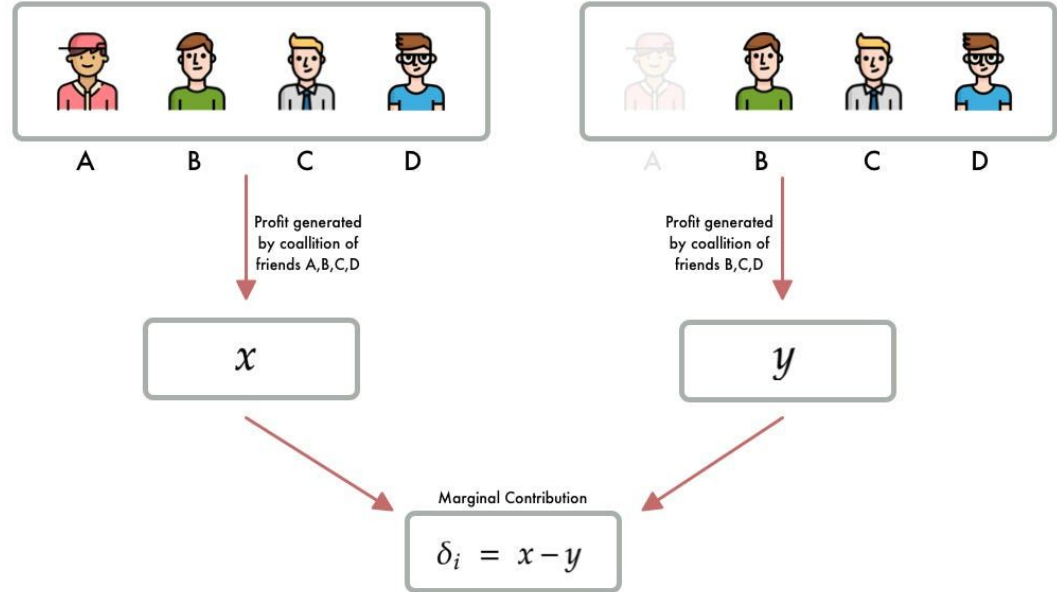 A B C D
A B C D
Profit generated
by coallition of
friends A,B,C,D
Profit generated
by coallition of
friends B,C,D
x
y
Marginal Contribution
δᵢ = x – y